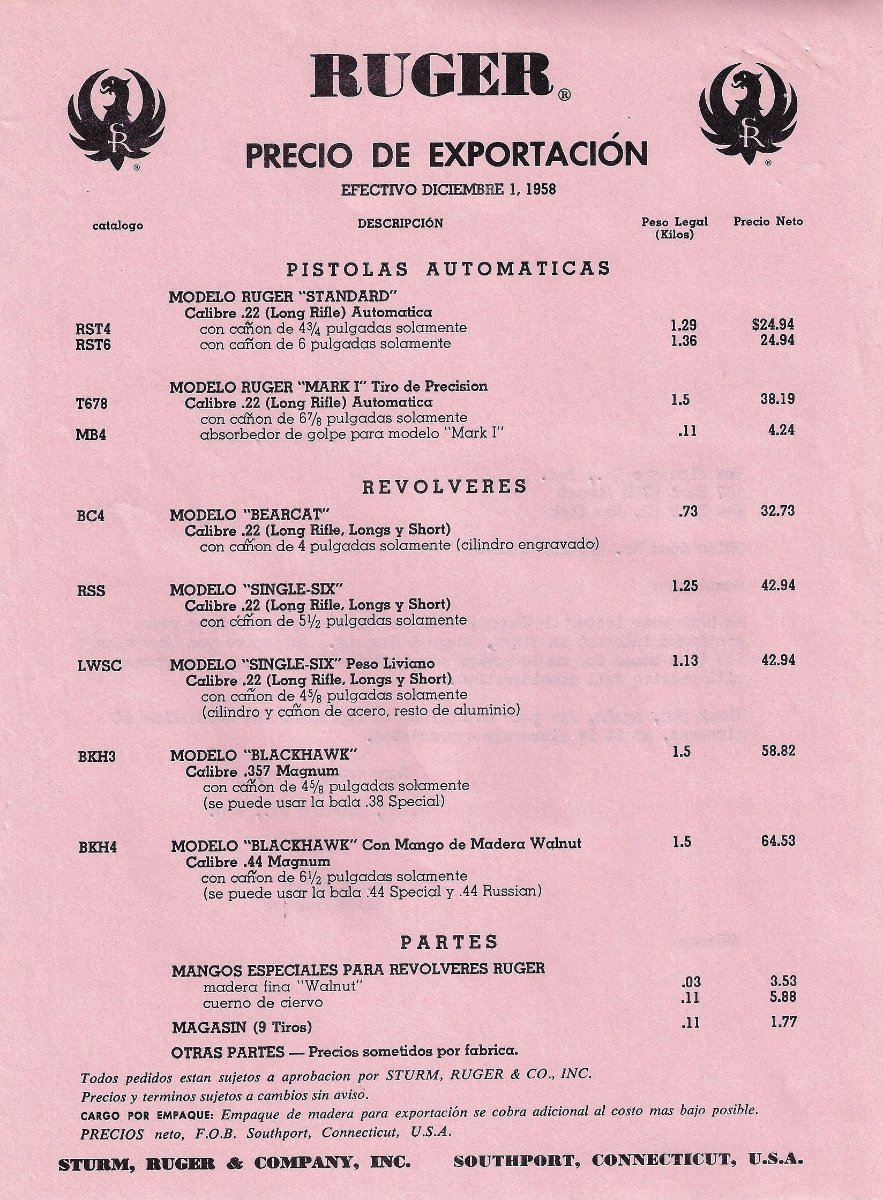 RUGER®
PRECIO DE EXPORTACIÓN
EFECTIVO DICIEMBRE 1, 1958
catalogo DESCRIPCIÓN Peso Legal (Kilos) Precio Neto
PISTOLAS AUTOMATICAS
MODELO RUGER "STANDARD"
Calibre .22 (Long Rifle) Automatica
RST4 con cañon de 4¾ pulgadas solamente 1.29 $24.94
RST6 con cañon de 6 pulgadas solamente 1.36 24.94
MODELO RUGER "MARK I" Tiro de Precision
T678 Calibre .22 (Long Rifle) Automatica 1.5 38.19
con cañon de 6⅞ pulgadas solamente
MB4 absorbedor de golpe para modelo "Mark I" .11 4.24
REVOLVERES
BC4 MODELO "BEARCAT" .73 32.73
Calibre .22 (Long Rifle, Longs y Short)
con cañon de 4 pulgadas solamente (cilindro engravado)
RSS MODELO "SINGLE-SIX" 1.25 42.94
Calibre .22 (Long Rifle, Longs y Short)
con cañon de 5½ pulgadas solamente
LWSC MODELO "SINGLE-SIX" Peso Liviano 1.13 42.94
Calibre .22 (Long Rifle, Longs y Short)
con cañon de 4⅝ pulgadas solamente
(cilindro y cañon de acero, resto de aluminio)
BKH3 MODELO "BLACKHAWK" 1.5 58.82
Calibre .357 Magnum
con cañon de 4⅝ pulgadas solamente
(se puede usar la bala .38 Special)
BKH4 MODELO "BLACKHAWK" Con Mango de Madera Walnut 1.5 64.53
Calibre .44 Magnum
con cañon de 6½ pulgadas solamente
(se puede usar la bala .44 Special y .44 Russian)
PARTES
MANGOS ESPECIALES PARA REVOLVERES RUGER
madera fina "Walnut" .03 3.53
cuerno de ciervo .11 5.88
MAGASIN (9 Tiros) .11 1.77
OTRAS PARTES — Precios sometidos por fabrica.
Todos pedidos estan sujetos a aprobacion por STURM, RUGER & CO., INC.
Precios y terminos sujetos a cambios sin aviso.
CARGO POR EMPAQUE: Empaque de madera para exportación se cobra adicional al costo mas bajo posible.
PRECIOS neto, F.O.B. Southport, Connecticut, U.S.A.
STURM, RUGER & COMPANY, INC. SOUTHPORT, CONNECTICUT, U.S.A.